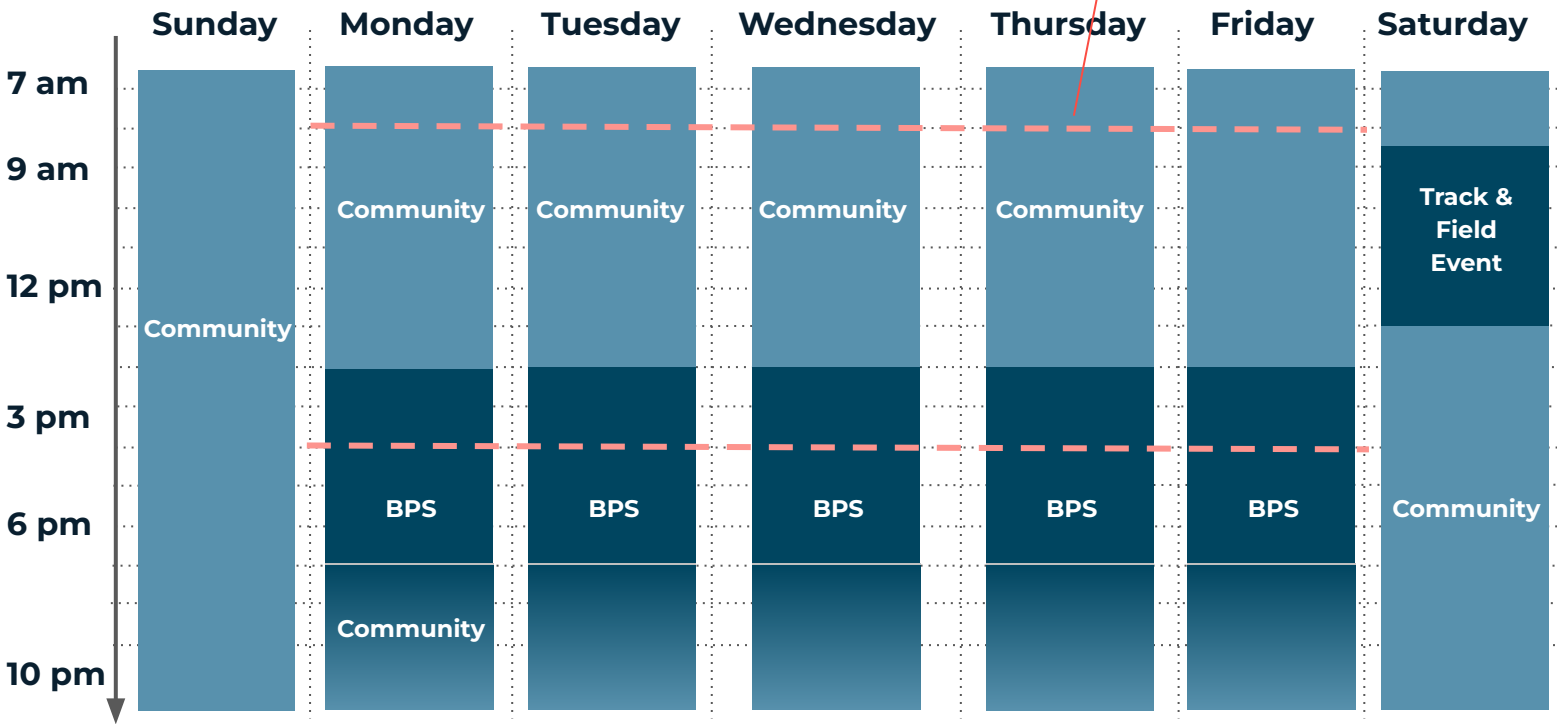 Sunday Monday Tuesday Wednesday Thursday Friday Saturday
7 am
9 am
Community Community Community Community
Track &
Field
Event
12 pm
Community
3 pm
BPS BPS BPS BPS BPS Community
6 pm
Community
10 pm